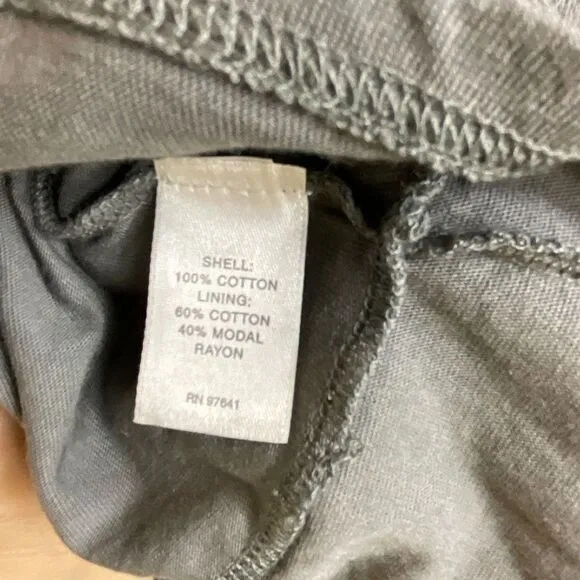 SHELL:
100% COTTON
LINING:
60% COTTON
40% MODAL
RAYON
RN 97641